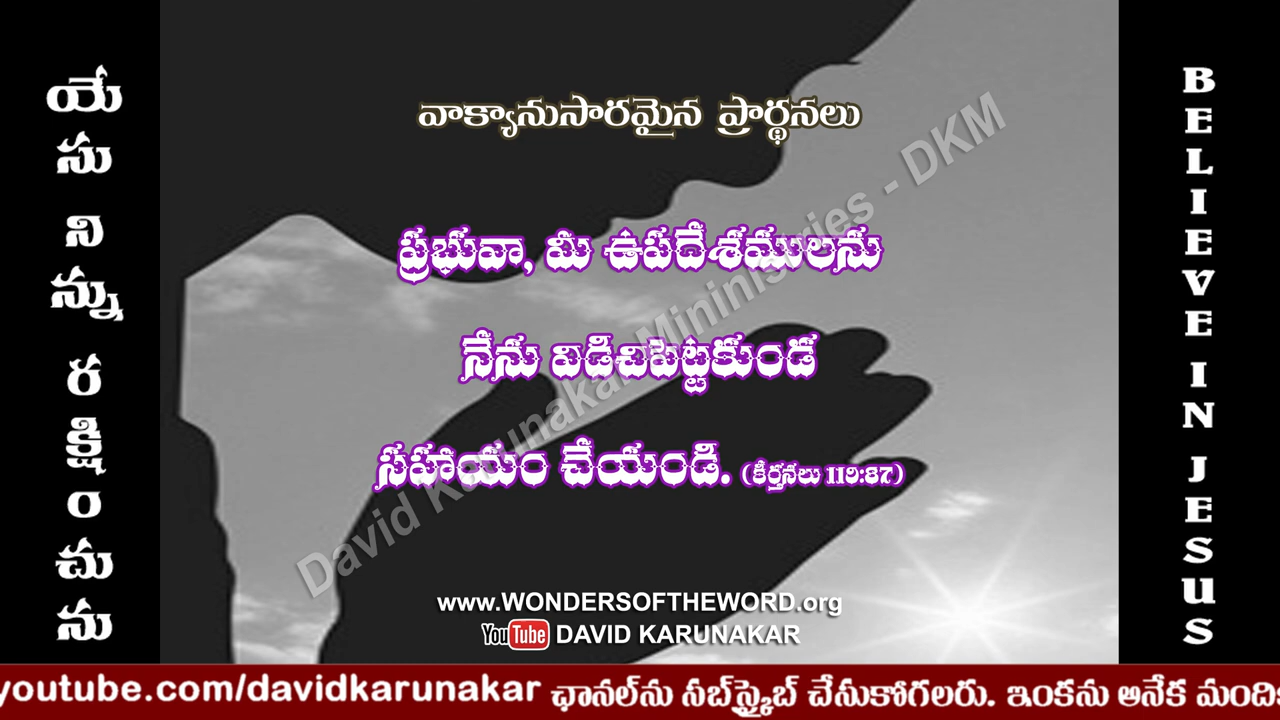 వాక్యానుసారమైన ప్రార్థనలు
ప్రభువా, మీ ఉపదేశములను
నేను విడిచిపెట్టకుండ
సహాయం చేయండి. (కీర్తనలు 119:87)
David Karunakar Mininistries - DKM
www.WONDERSOFTHEWORD.org
YouTube DAVID KARUNAKAR
యేసు నిన్ను రక్షించును
BELIEVE IN JESUS
youtube.com/davidkarunakar ఛానల్‌ను సబ్‌స్క్రైబ్ చేసుకోగలరు. ఇంకను అనేక మందికి